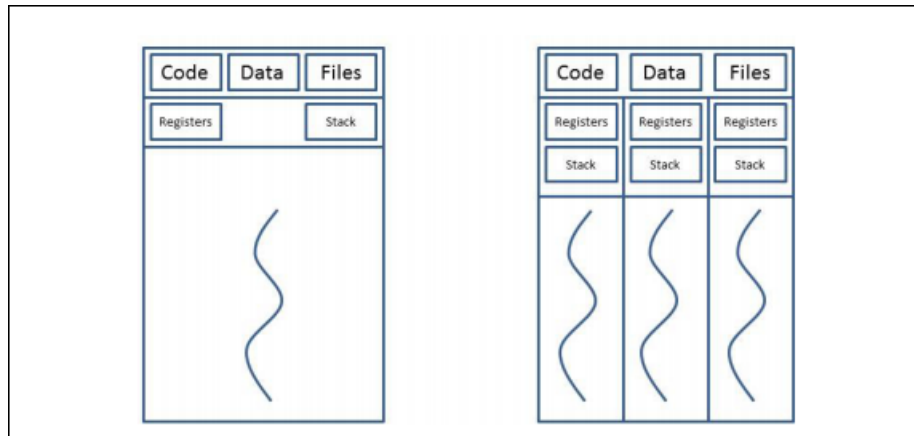 Code Data Files
Registers Stack
Code Data Files
Registers Registers Registers
Stack Stack Stack